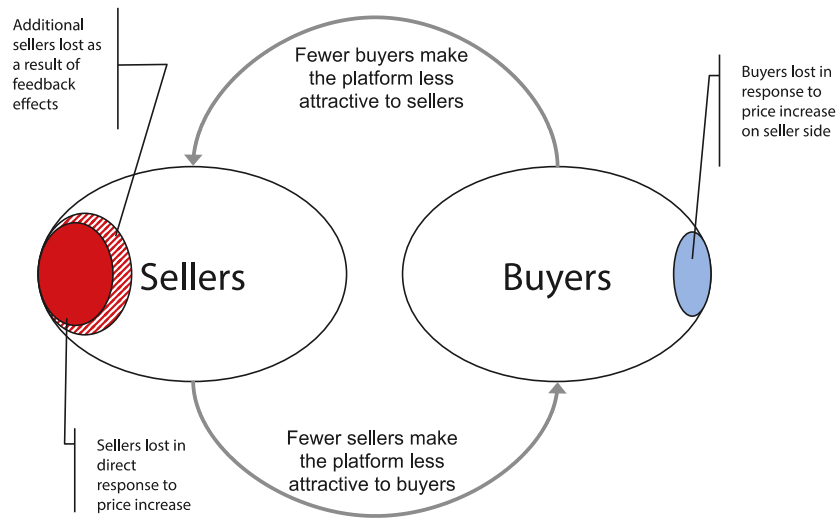 Additional
sellers lost as
a result of
feedback
effects
Fewer buyers make
the platform less
attractive to sellers
Buyers lost in
response to
price increase
on seller side
Sellers
Buyers
Sellers lost in
direct
response to
price increase
Fewer sellers make
the platform less
attractive to buyers